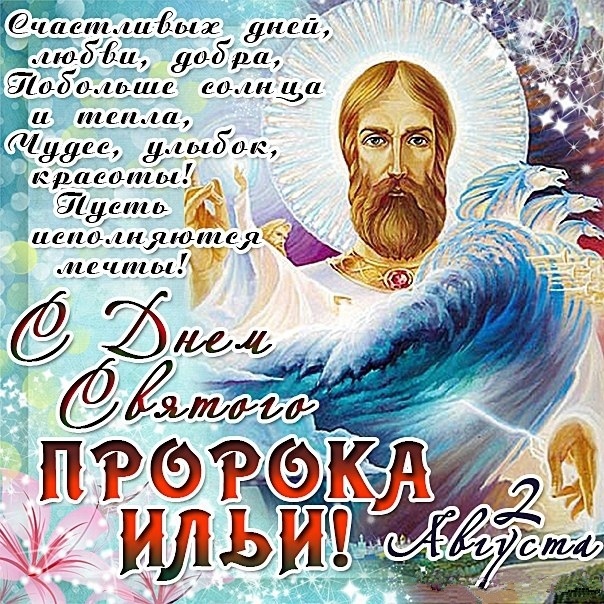 Счастливых дней,
любви, добра,
Побольше солнца
и тепла,
Чудес, улыбок,
красоты!
Пусть
исполняются
мечты!
С Днем
Святого
ПРОРОКА
ИЛЬИ!
2
Августа